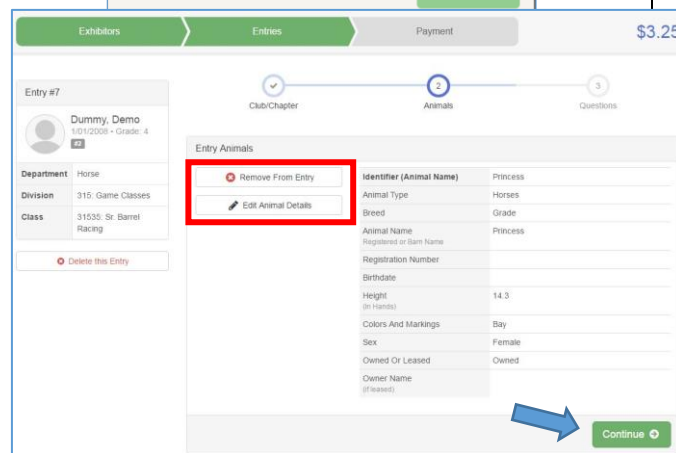 Exhibitors Entries Payment $3.25
Entry #7
Dummy, Demo
1/01/2008 • Grade: 4
#2
Department Horse
Division 315: Game Classes
Class 31535: Sr. Barrel
Racing
Delete this Entry
✓ 2 3
Club/Chapter Animals Questions
Entry Animals
Remove From Entry
Edit Animal Details
Identifier (Animal Name) Princess
Animal Type Horses
Breed Grade
Animal Name Princess
Registered or Barn Name
Registration Number
Birthdate
Height 14.3
(In Hands)
Colors And Markings Bay
Sex Female
Owned Or Leased Owned
Owner Name
(If leased)
Continue